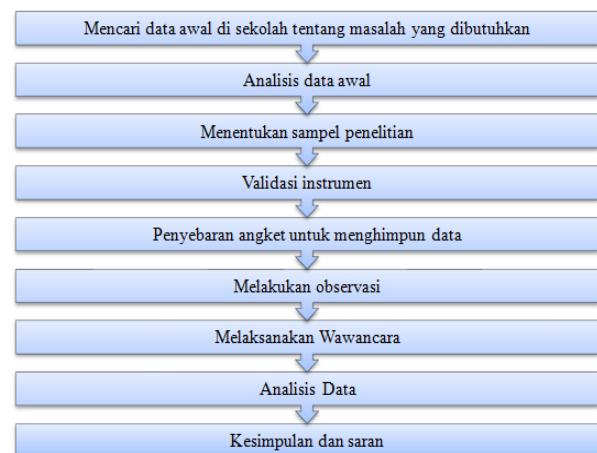 Mencari data awal di sekolah tentang masalah yang dibutuhkan
Analisis data awal
Menentukan sampel penelitian
Validasi instrumen
Penyebaran angket untuk menghimpun data
Melakukan observasi
Melaksanakan Wawancara
Analisis Data
Kesimpulan dan saran